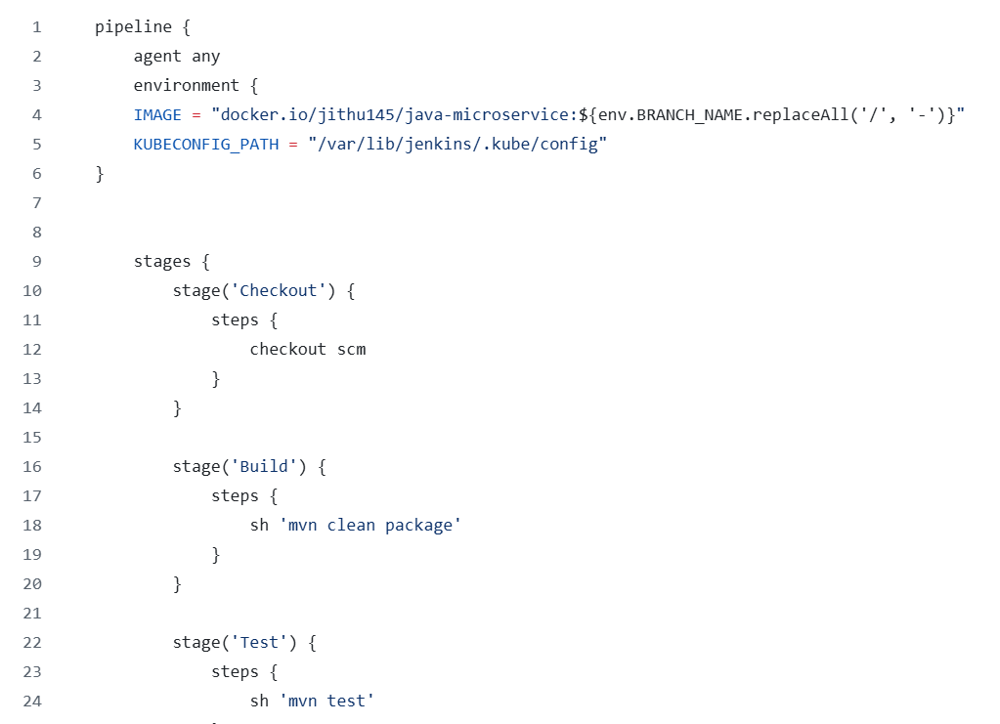 1 pipeline {
2 agent any
3 environment {
4 IMAGE = "docker.io/jithu145/java-microservice:${env.BRANCH_NAME.replaceAll('/', '-')}"
5 KUBECONFIG_PATH = "/var/lib/jenkins/.kube/config"
6 }
7
8
9 stages {
10 stage('Checkout') {
11 steps {
12 checkout scm
13 }
14 }
15
16 stage('Build') {
17 steps {
18 sh 'mvn clean package'
19 }
20 }
21
22 stage('Test') {
23 steps {
24 sh 'mvn test'